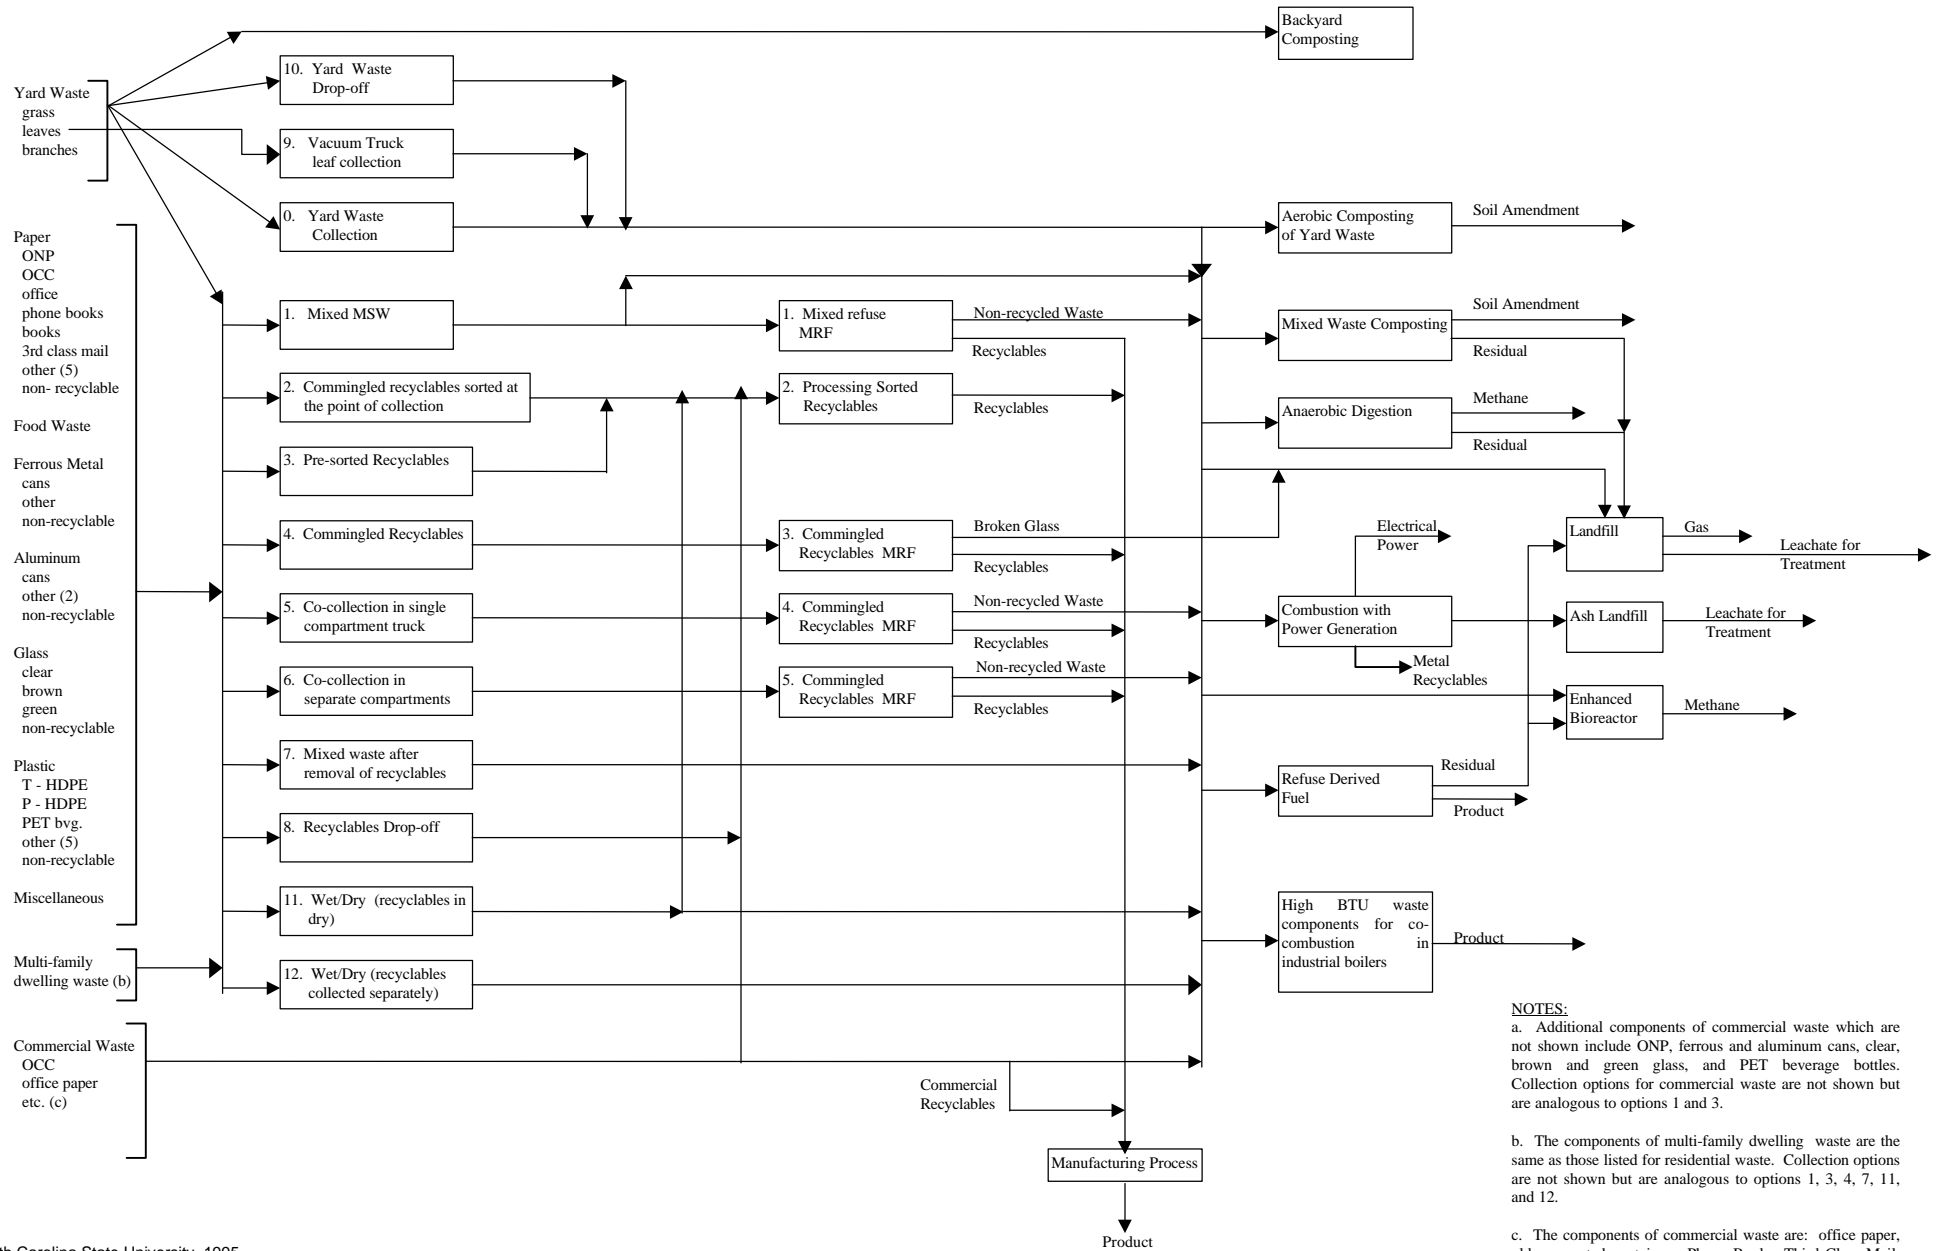 Backyard
Composting
Yard Waste
grass
leaves
branches
10. Yard Waste
Drop-off
9. Vacuum Truck
leaf collection
0. Yard Waste
Collection
Aerobic Composting
of Yard Waste
Soil Amendment
Paper
ONP
OCC
office
phone books
books
3rd class mail
other (5)
non- recyclable
Food Waste
Ferrous Metal
cans
other
non-recyclable
Aluminum
cans
other (2)
non-recyclable
Glass
clear
brown
green
non-recyclable
Plastic
T - HDPE
P - HDPE
PET bvg.
other (5)
non-recyclable
Miscellaneous
Multi-family
dwelling waste (b)
Commercial Waste
OCC
office paper
etc. (c)
1. Mixed MSW
2. Commingled recyclables sorted at
the point of collection
3. Pre-sorted Recyclables
4. Commingled Recyclables
5. Co-collection in single
compartment truck
6. Co-collection in
separate compartments
7. Mixed waste after
removal of recyclables
8. Recyclables Drop-off
11. Wet/Dry (recyclables in
dry)
12. Wet/Dry (recyclables
collected separately)
1. Mixed refuse
MRF
Non-recycled Waste
Recyclables
2. Processing Sorted
Recyclables
Recyclables
3. Commingled
Recyclables MRF
Broken Glass
Recyclables
4. Commingled
Recyclables MRF
Non-recycled Waste
Recyclables
5. Commingled
Recyclables MRF
Non-recycled Waste
Recyclables
Commercial
Recyclables
Manufacturing Process
Product
Mixed Waste Composting
Soil Amendment
Residual
Anaerobic Digestion
Methane
Residual
Electrical
Power
Combustion with
Power Generation
Metal
Recyclables
Landfill
Gas
Leachate for
Treatment
Ash Landfill
Leachate for
Treatment
Enhanced
Bioreactor
Methane
Refuse Derived
Fuel
Residual
Product
High BTU waste
components for co-
combustion in
industrial boilers
Product
NOTES:
a. Additional components of commercial waste which are
not shown include ONP, ferrous and aluminum cans, clear,
brown and green glass, and PET beverage bottles.
Collection options for commercial waste are not shown but
are analogous to options 1 and 3.
b. The components of multi-family dwelling waste are the
same as those listed for residential waste. Collection options
are not shown but are analogous to options 1, 3, 4, 7, 11,
and 12.
c. The components of commercial waste are: office paper,
Carolina State University, 1995